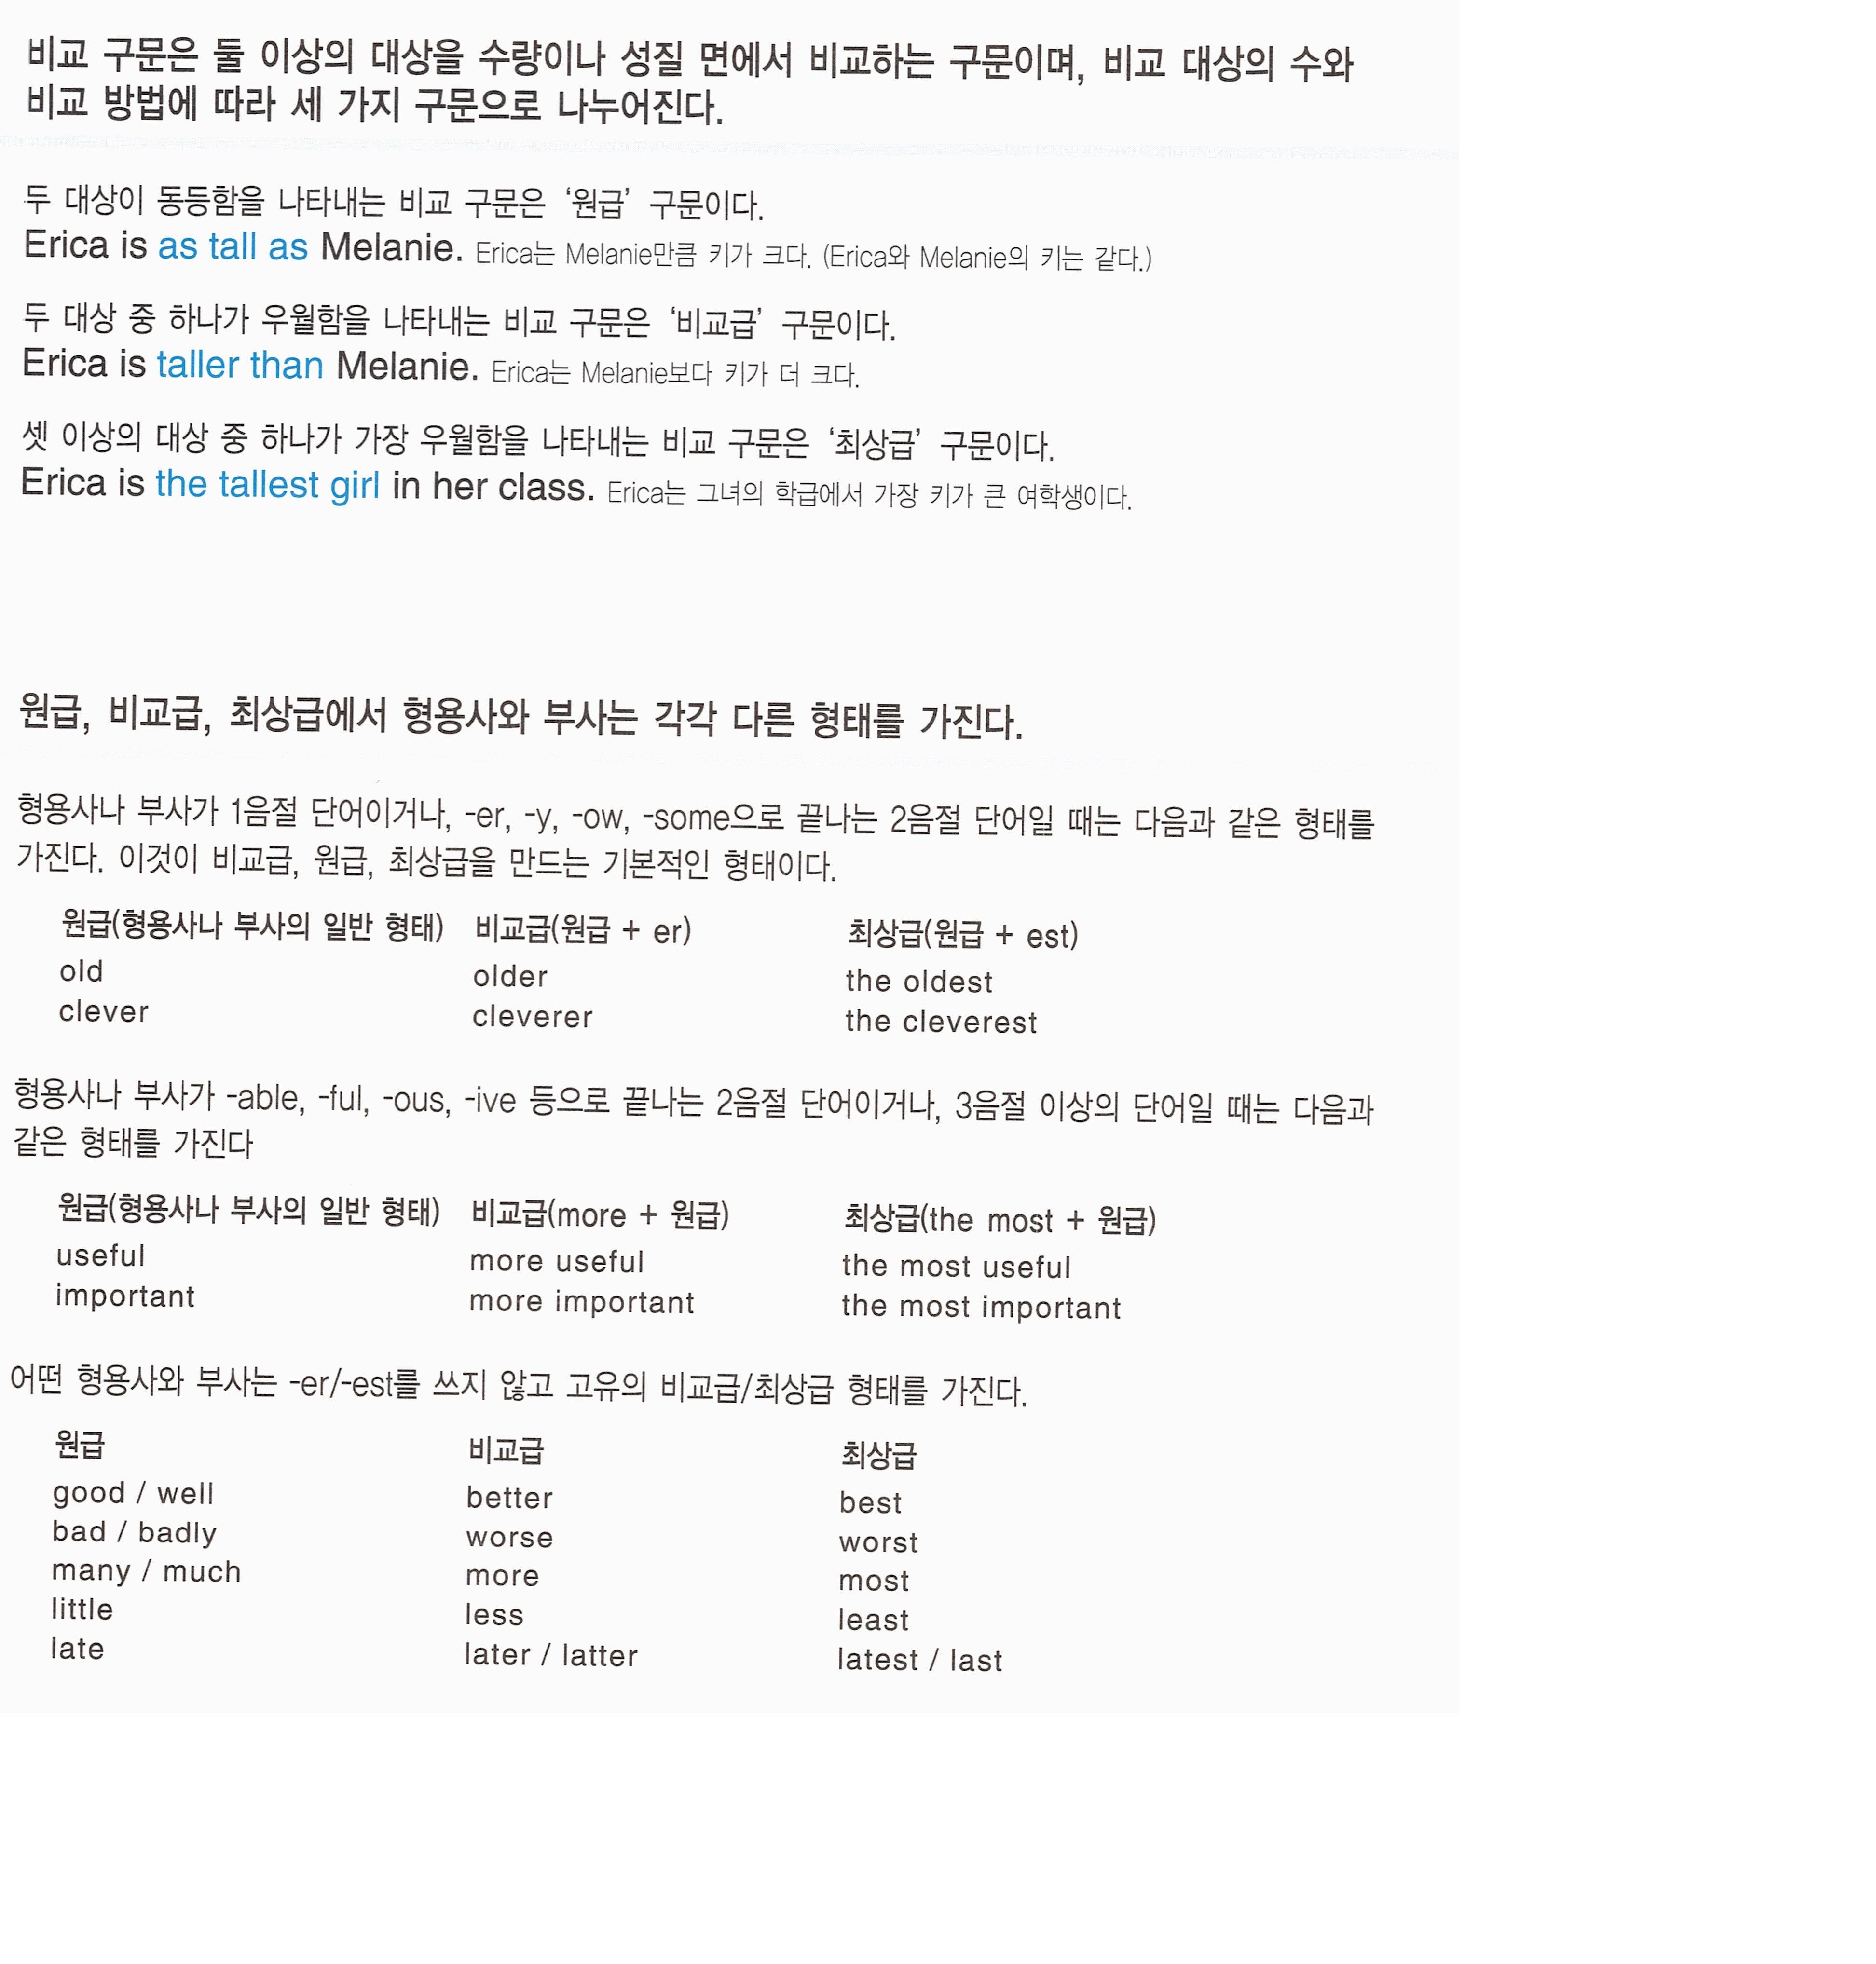 비교 구문은 둘 이상의 대상을 수량이나 성질 면에서 비교하는 구문이며, 비교 대상의 수와
비교 방법에 따라 세 가지 구문으로 나누어진다.
두 대상이 동등함을 나타내는 비교 구문은 ‘원급’ 구문이다.
Erica is as tall as Melanie. Erica는 Melanie만큼 키가 크다. (Erica와 Melanie의 키는 같다.)
두 대상 중 하나가 우월함을 나타내는 비교 구문은 ‘비교급’ 구문이다.
Erica is taller than Melanie. Erica는 Melanie보다 키가 더 크다.
셋 이상의 대상 중 하나가 가장 우월함을 나타내는 비교 구문은 ‘최상급’ 구문이다.
Erica is the tallest girl in her class. Erica는 그녀의 학급에서 가장 키가 큰 여학생이다.
원급, 비교급, 최상급에서 형용사와 부사는 각각 다른 형태를 가진다.
형용사나 부사가 1음절 단어이거나, -er, -y, -ow, -some으로 끝나는 2음절 단어일 때는 다음과 같은 형태를
가진다. 이것이 비교급, 원급, 최상급을 만드는 기본적인 형태이다.
원급(형용사나 부사의 일반 형태) 비교급(원급 + er) 최상급(원급 + est)
old older the oldest
clever cleverer the cleverest
형용사나 부사가 -able, -ful, -ous, -ive 등으로 끝나는 2음절 단어이거나, 3음절 이상의 단어일 때는 다음과
같은 형태를 가진다
원급(형용사나 부사의 일반 형태) 비교급(more + 원급) 최상급(the most + 원급)
useful more useful the most useful
important more important the most important
어떤 형용사와 부사는 -er/-est를 쓰지 않고 고유의 비교급/최상급 형태를 가진다.
원급 비교급 최상급
good / well better best
bad / badly worse worst
many / much more most
little less least
late later / latter latest / last